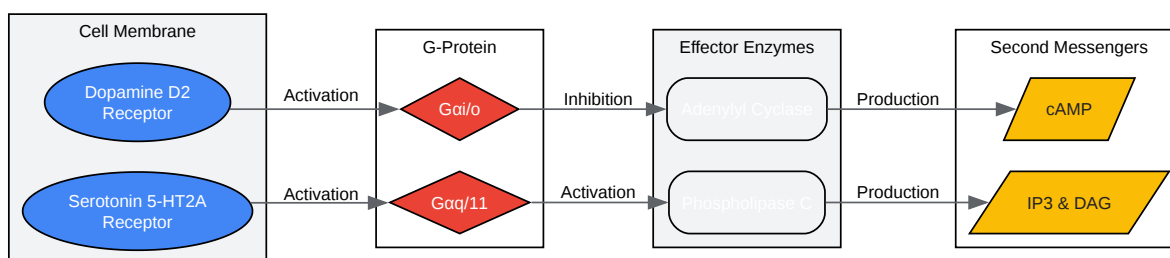 Cell Membrane
G-Protein
Effector Enzymes
Second Messengers
Dopamine D2
Receptor
Activation
Gαi/o
Inhibition
Adenylyl Cyclase
Production
cAMP
Serotonin 5-HT2A
Receptor
Activation
Gαq/11
Activation
Phospholipase C
Production
IP3 & DAG